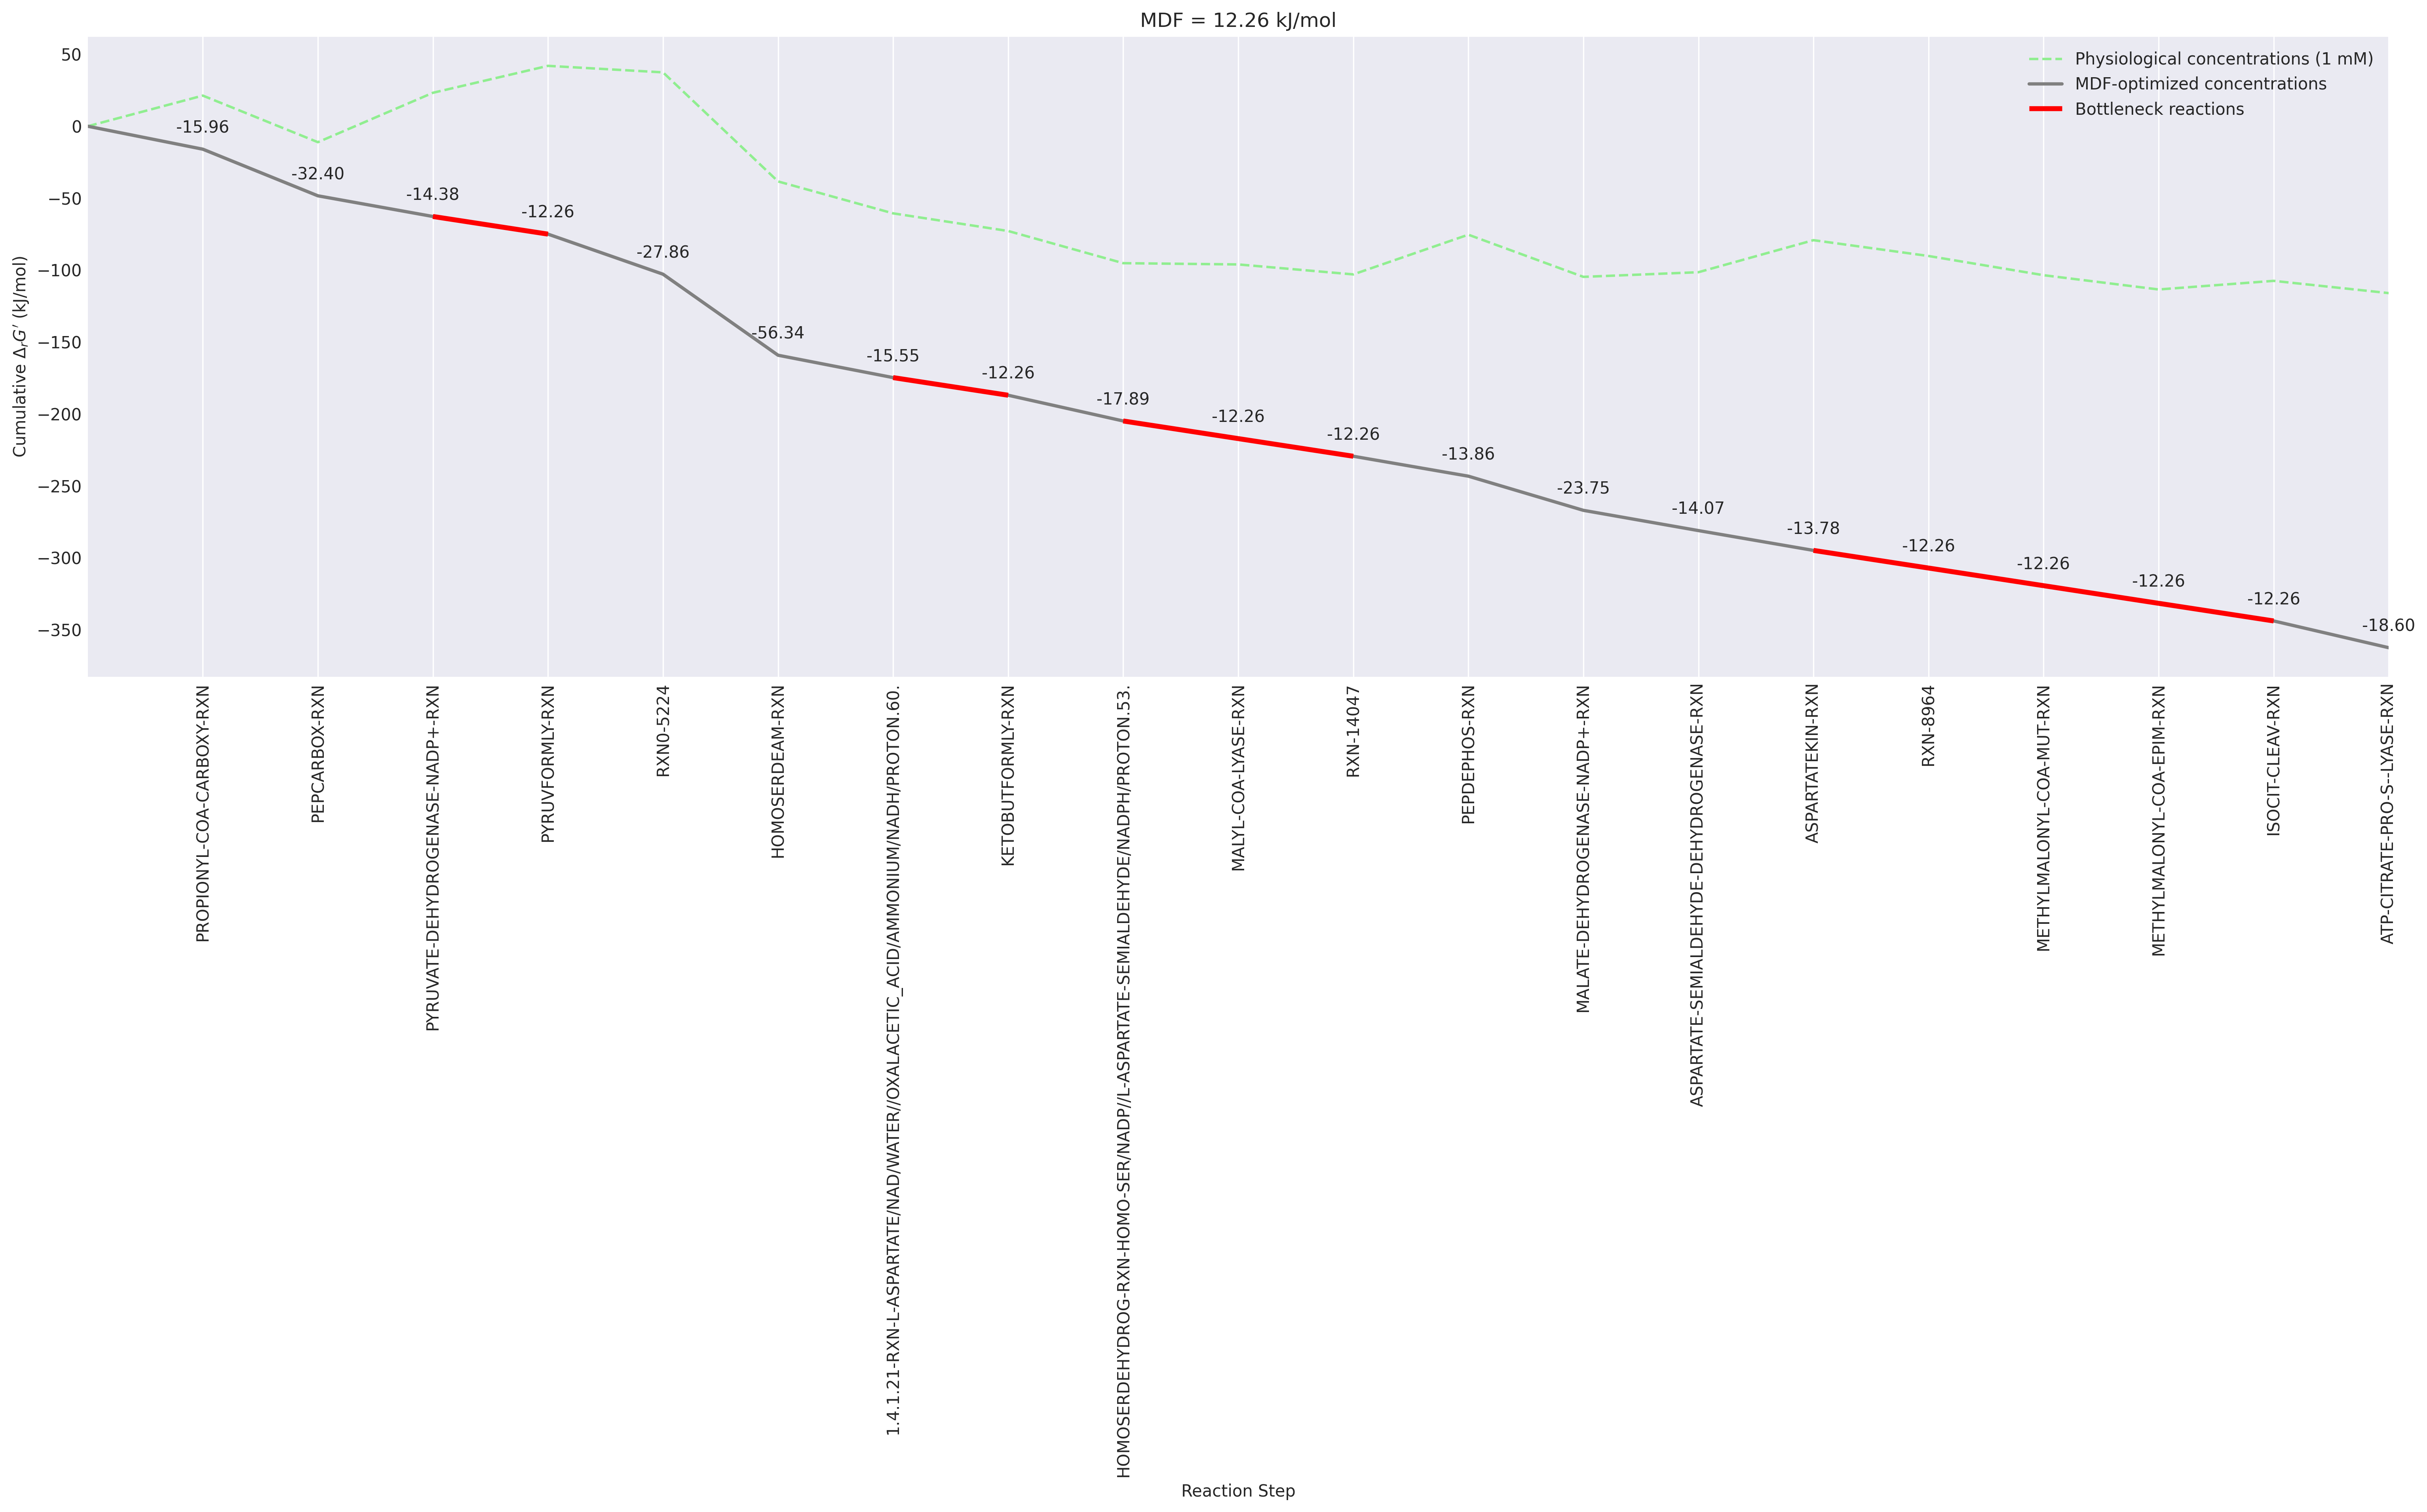 MDF = 12.26 kJ/mol
Physiological concentrations (1 mM)
MDF-optimized concentrations
Bottleneck reactions
Cumulative ΔrG′ (kJ/mol)
50
0
−50
−100
−150
−200
−250
−300
−350
-15.96
-32.40
-14.38
-12.26
-27.86
-56.34
-15.55
-12.26
-17.89
-12.26
-12.26
-13.86
-23.75
-14.07
-13.78
-12.26
-12.26
-12.26
-12.26
-18.60
PROPIONYL-COA-CARBOXY-RXN
PEPCARBOX-RXN
PYRUVATE-DEHYDROGENASE-NADP+-RXN
PYRUVFORMLY-RXN
RXN0-5224
HOMOSERDEAM-RXN
1.4.1.21-RXN-L-ASPARTATE/NAD/WATER//OXALACETIC_ACID/AMMONIUM/NADH/PROTON.60.
KETOBUTFORMLY-RXN
HOMOSERDEHYDROG-RXN-HOMO-SER/NADP//L-ASPARTATE-SEMIALDEHYDE/NADPH/PROTON.53.
MALYL-COA-LYASE-RXN
RXN-14047
PEPDEPHOS-RXN
MALATE-DEHYDROGENASE-NADP+-RXN
ASPARTATE-SEMIALDEHYDE-DEHYDROGENASE-RXN
ASPARTATEKIN-RXN
RXN-8964
METHYLMALONYL-COA-MUT-RXN
METHYLMALONYL-COA-EPIM-RXN
ISOCIT-CLEAV-RXN
ATP-CITRATE-PRO-S--LYASE-RXN
Reaction Step